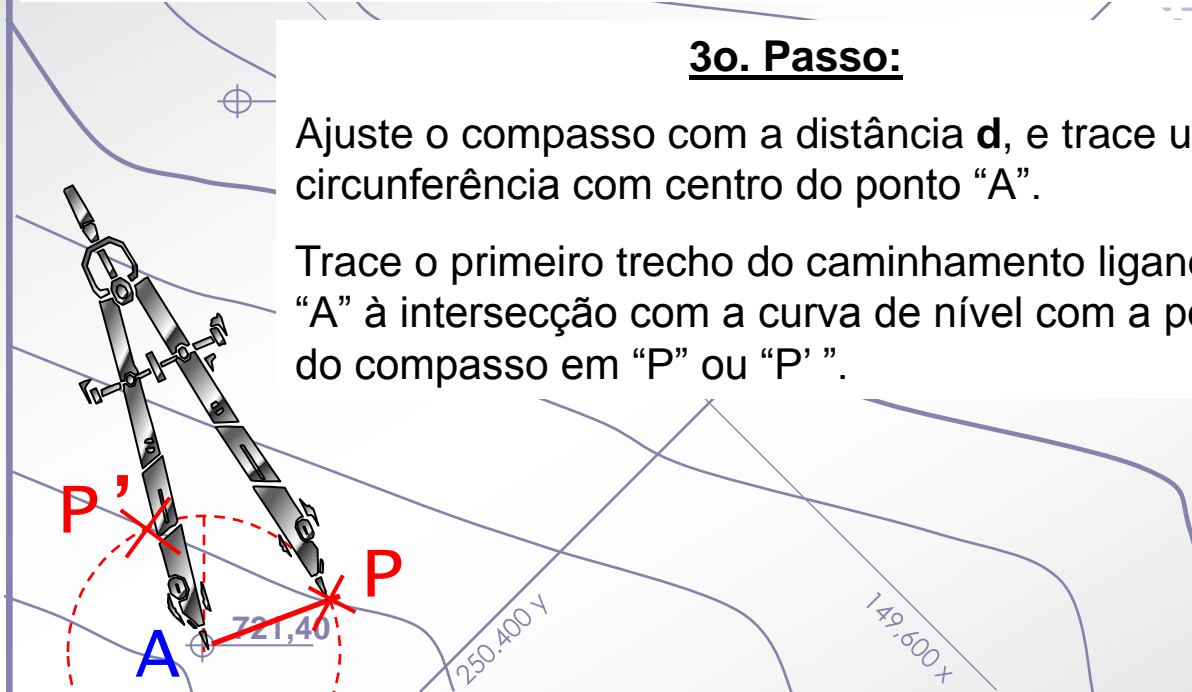 3o. Passo:
Ajuste o compasso com a distância d, e trace u
circunferência com centro do ponto “A”.
Trace o primeiro trecho do caminhamento ligan
“A” à intersecção com a curva de nível com a p
do compasso em “P” ou “P’ ”.
P’
P
A
721,40
250.400 y
149,600 x